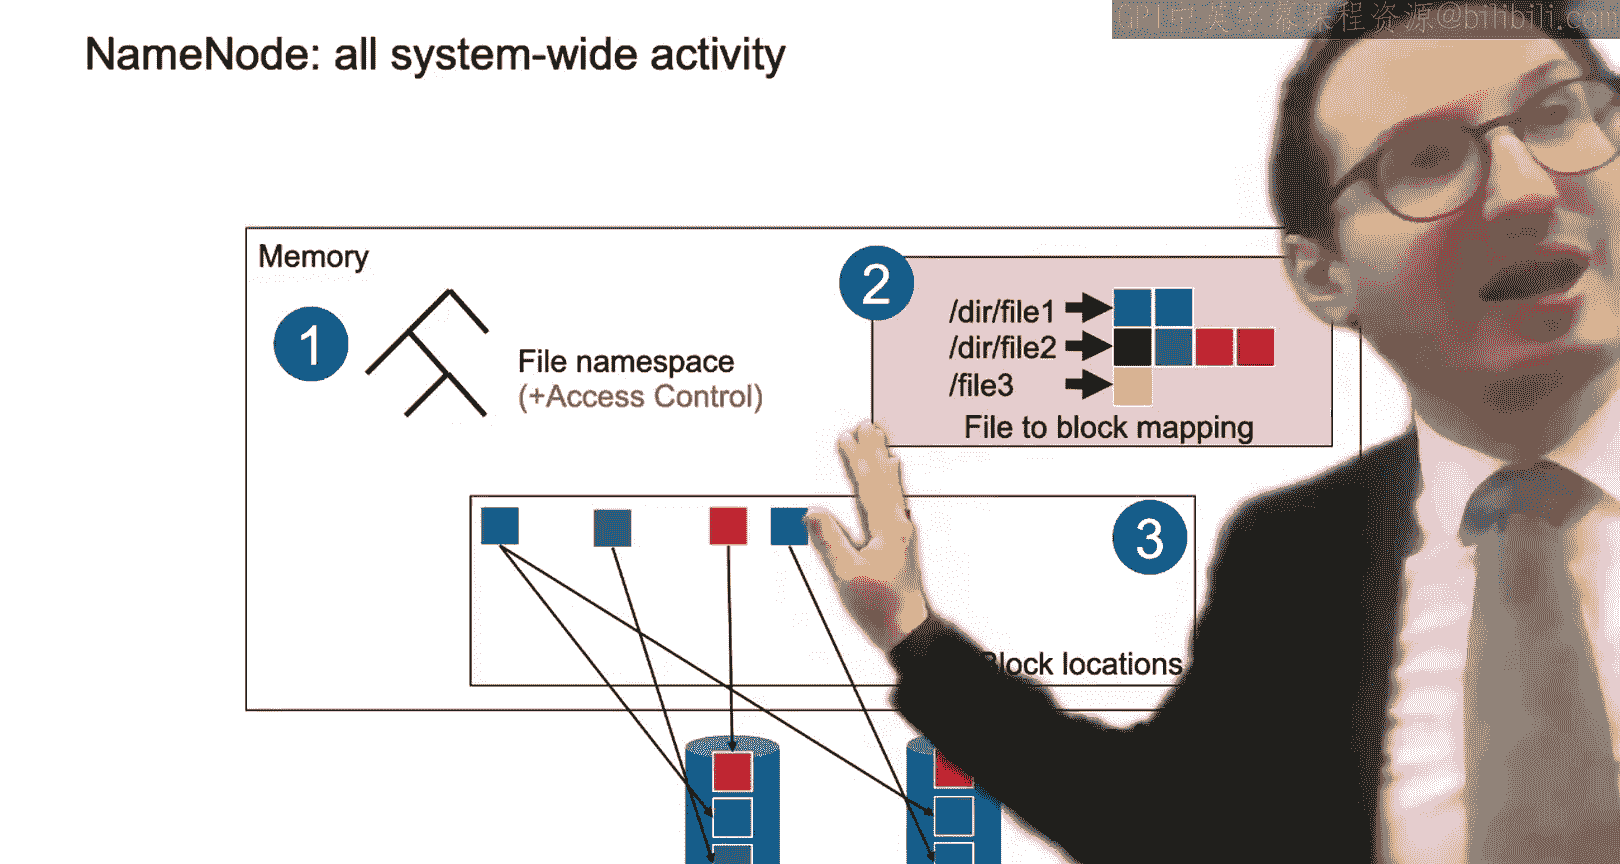 NameNode: all system-wide activity
Memory
1
File namespace
(+Access Control)
2
/dir/file1
/dir/file2
/file3
File to block mapping
3
Block locations